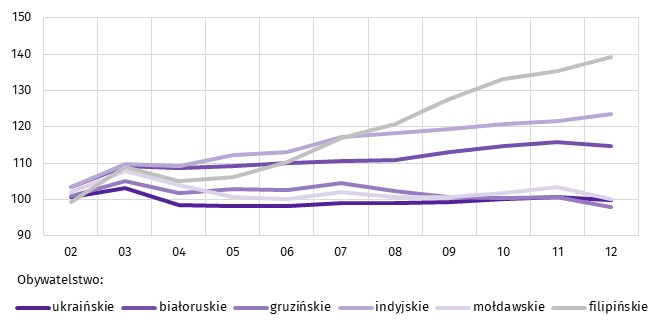 150
140
130
120
110
100
90
02 03 04 05 06 07 08 09 10 11 12
Obywatelstwo:
ukraińskie białoruskie gruzińskie indyjskie mołdawskie filipińskie